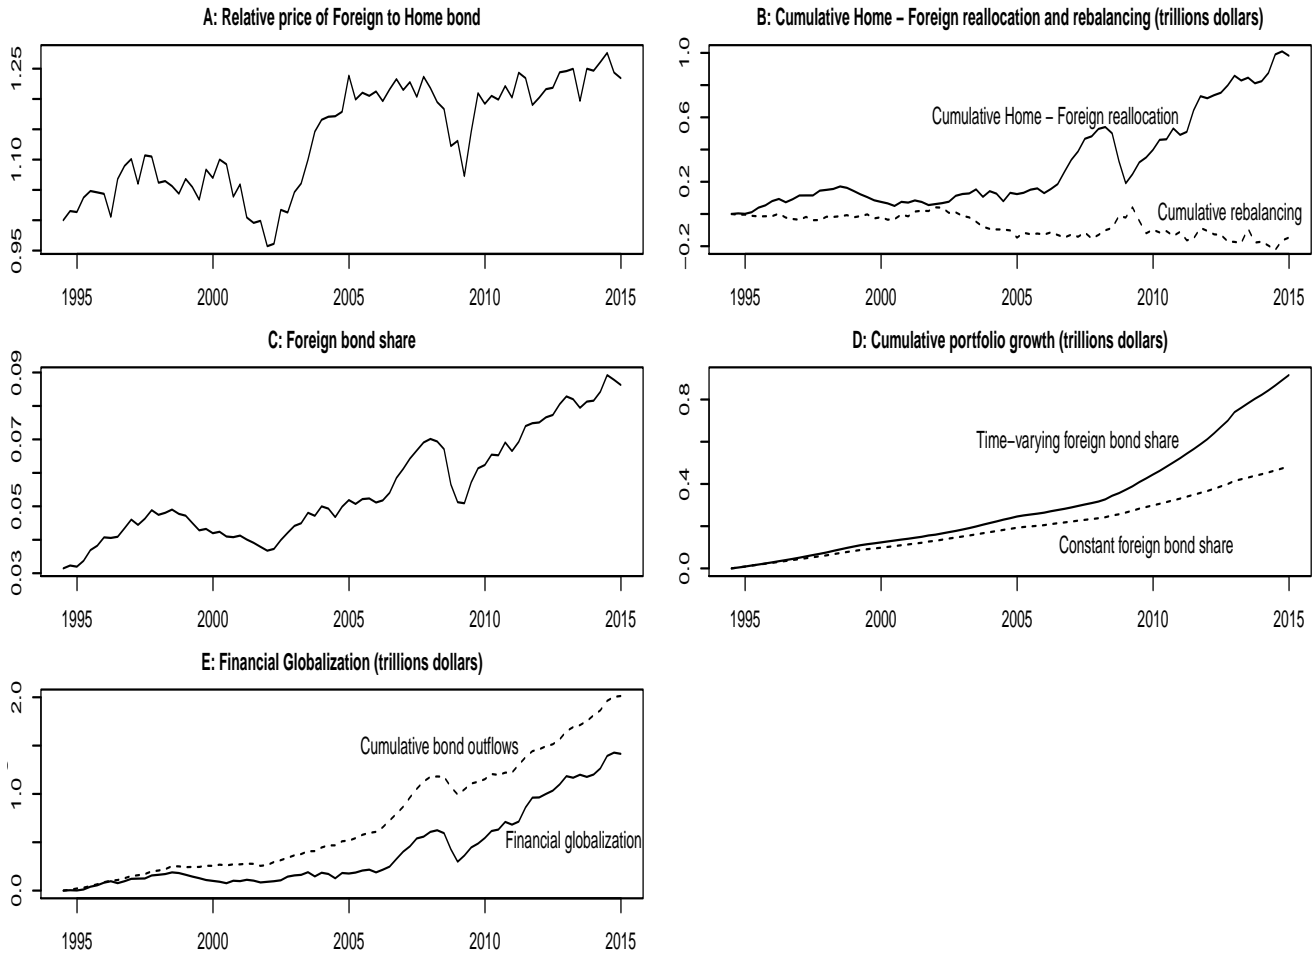 A: Relative price of Foreign to Home bond
1.25
1.10
0.95
1995 2000 2005 2010 2015
B: Cumulative Home – Foreign reallocation and rebalancing (trillions dollars)
1.0
0.6
0.2
−0.2
Cumulative Home – Foreign reallocation
Cumulative rebalancing
1995 2000 2005 2010 2015
C: Foreign bond share
0.09
0.07
0.05
0.03
1995 2000 2005 2010 2015
D: Cumulative portfolio growth (trillions dollars)
0.8
0.4
0.0
Time−varying foreign bond share
Constant foreign bond share
1995 2000 2005 2010 2015
E: Financial Globalization (trillions dollars)
2.0
1.0
0.0
Cumulative bond outflows
Financial globalization
1995 2000 2005 2010 2015